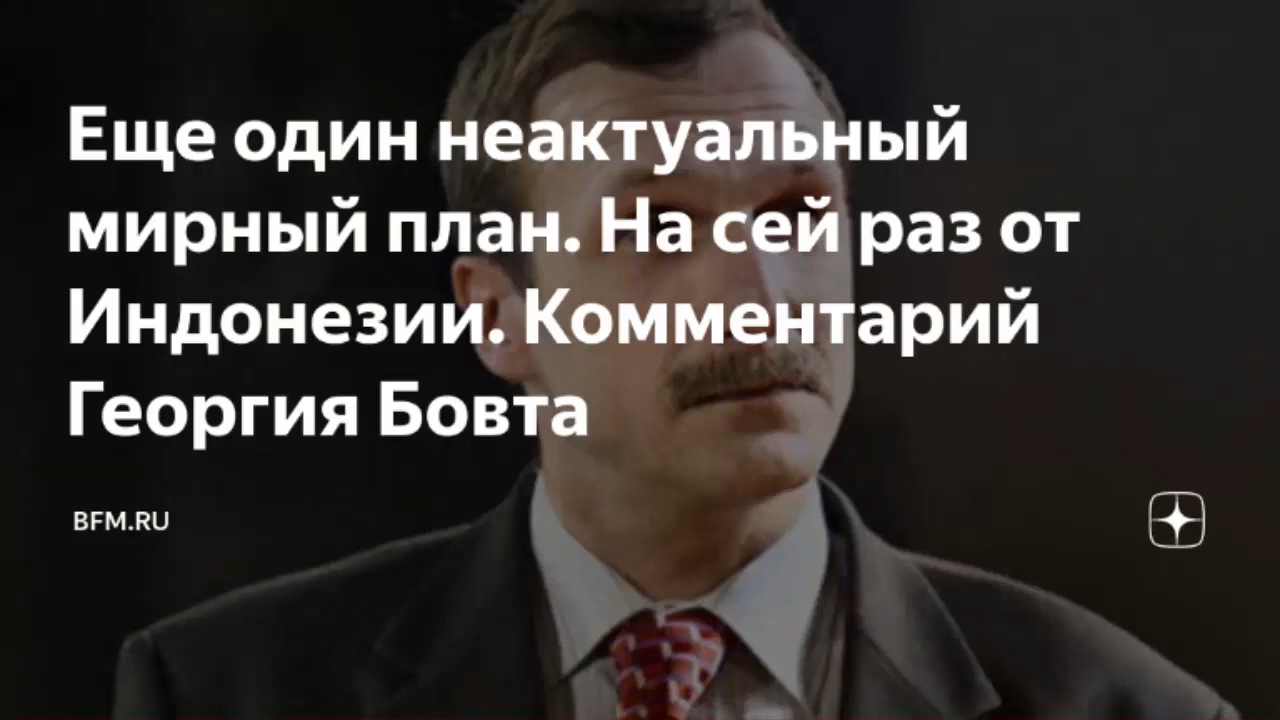 Еще один неактуальный
мирный план. На сей раз от
Индонезии. Комментарий
Георгия Бовта
BFM.RU